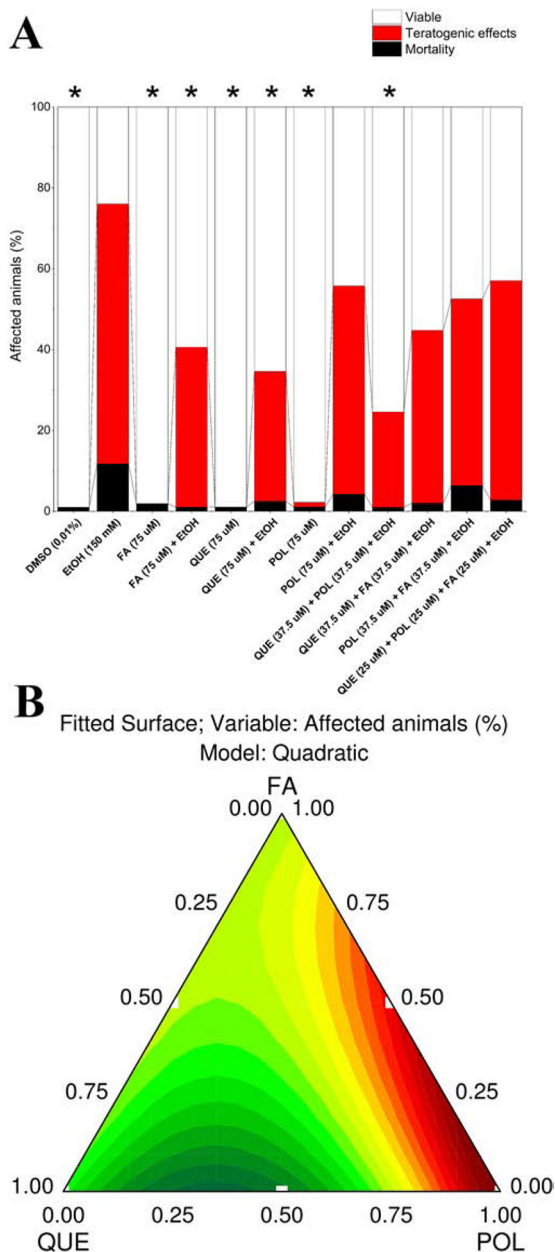 A
Viable
Teratogenic effects
Mortality
* * * * * * *
100
80
60
40
20
0
Affected animals (%)
DMSO (0.01%)
EtOH (150 mM)
FA (75 uM)
FA (75 uM) + EtOH
QUE (75 uM)
QUE (75 uM) + EtOH
POL (75 uM)
POL (75 uM) + EtOH
QUE (37.5 uM) + POL (37.5 uM) + EtOH
QUE (37.5 uM) + FA (37.5 uM) + EtOH
POL (37.5 uM) + FA (37.5 uM) + EtOH
QUE (25 uM) + POL (25 uM) + FA (25 uM) + EtOH
B
Fitted Surface; Variable: Affected animals (%)
Model: Quadratic
FA
0.00 1.00
0.25 0.75
0.50 0.50
0.75 0.25
1.00 0.00
0.00 0.25 0.50 0.75 1.00
QUE POL